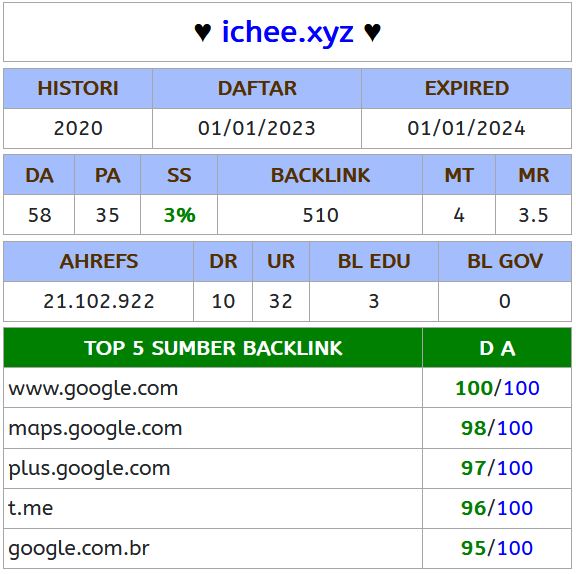 ♥ ichee.xyz ♥
HISTORI DAFTAR EXPIRED
2020 01/01/2023 01/01/2024
DA PA SS BACKLINK MT MR
58 35 3% 510 4 3.5
AHREFS DR UR BL EDU BL GOV
21.102.922 10 32 3 0
TOP 5 SUMBER BACKLINK D A
www.google.com 100/100
maps.google.com 98/100
plus.google.com 97/100
t.me 96/100
google.com.br 95/100